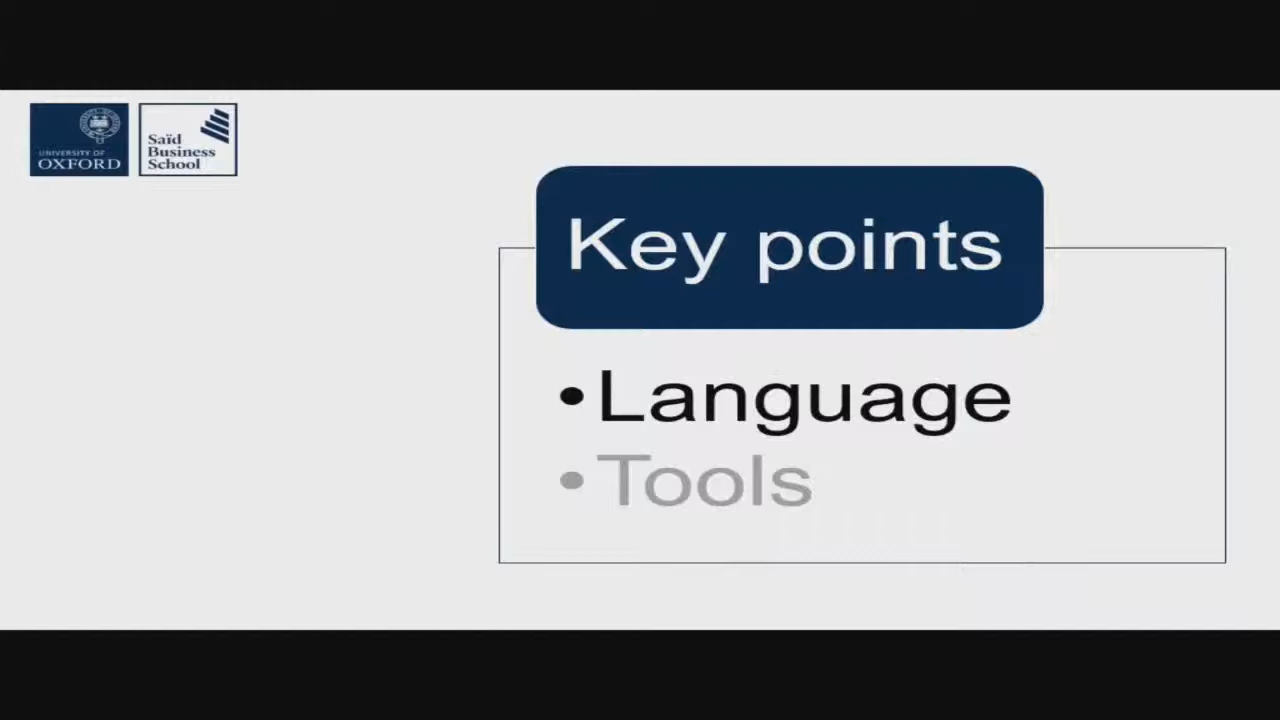 UNIVERSITY OF
OXFORD
Saïd
Business
School
Key points
•Language
•Tools